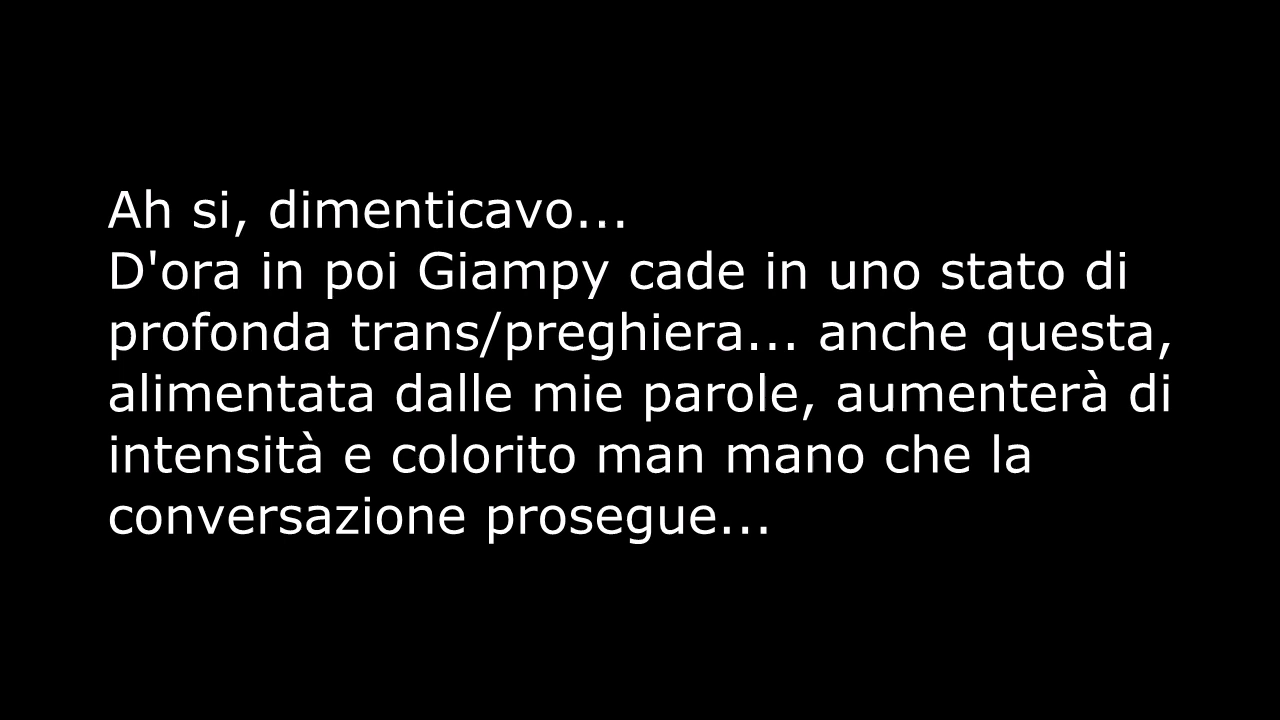 Ah si, dimenticavo...
D'ora in poi Giampy cade in uno stato di
profonda trans/preghiera... anche questa,
alimentata dalle mie parole, aumenterà di
intensità e colorito man mano che la
conversazione prosegue...